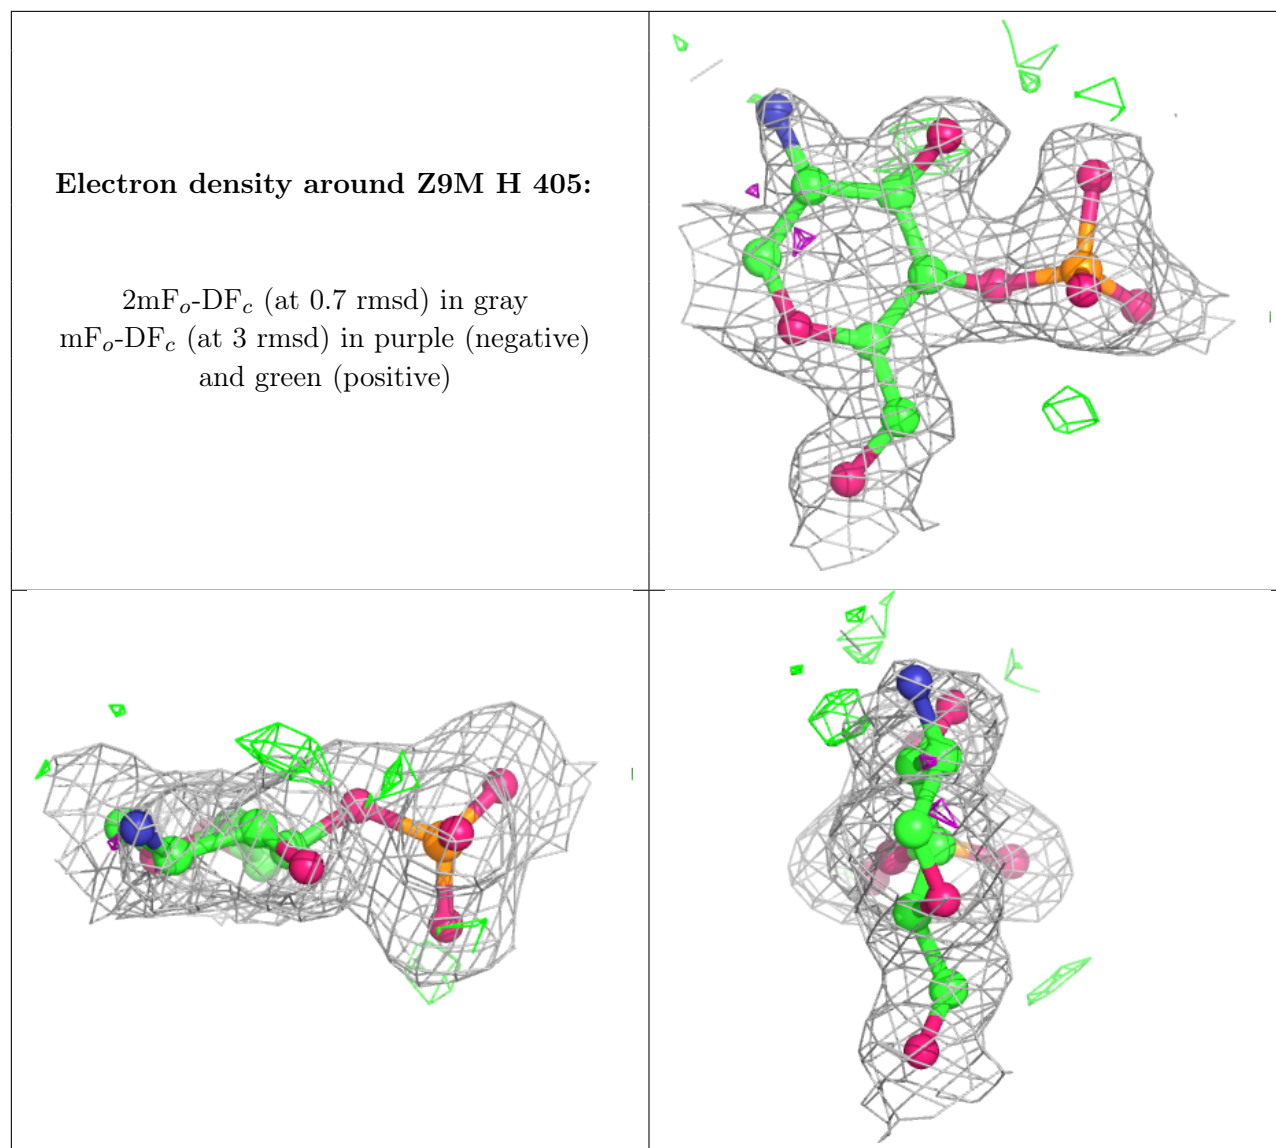 Electron density around Z9M H 405:
2mFo-DFc (at 0.7 rmsd) in gray
mFo-DFc (at 3 rmsd) in purple (negative)
and green (positive)